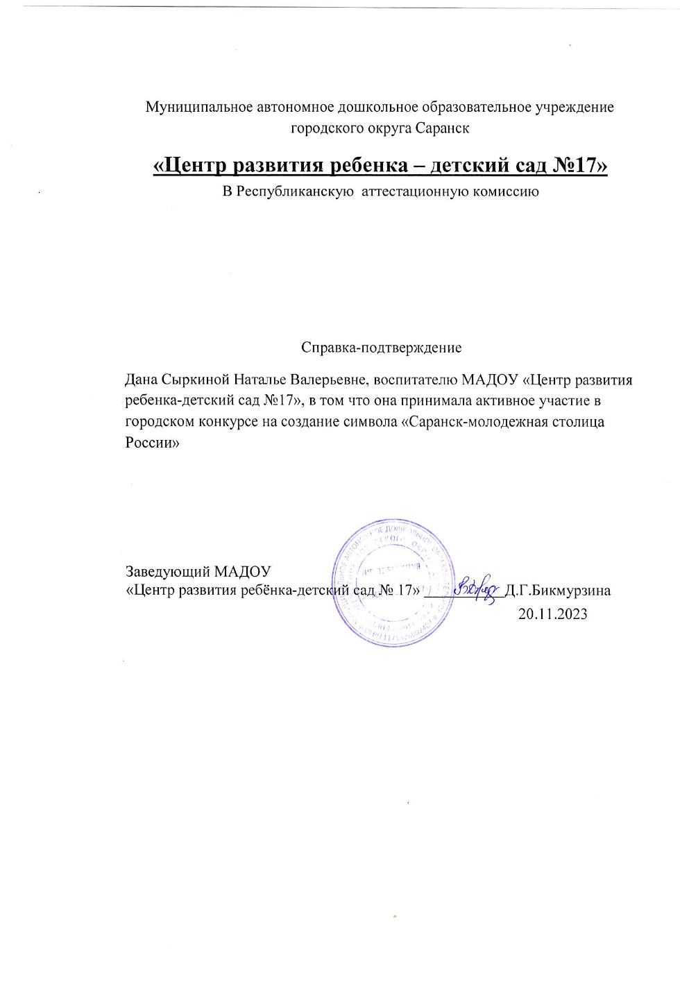 Муниципальное автономное дошкольное образовательное учреждение
городского округа Саранск
«Центр развития ребенка – детский сад №17»
В Республиканскую  аттестационную комиссию
Справка-подтверждение
Дана Сыркиной Наталье Валерьевне, воспитателю МАДОУ «Центр развития
ребенка-детский сад №17», в том что она принимала активное участие в
городском конкурсе на создание символа «Саранск-молодежная столица
России»
Заведующий МАДОУ
«Центр развития ребёнка-детский сад № 17» ___________Д.Г.Бикмурзина
20.11.2023